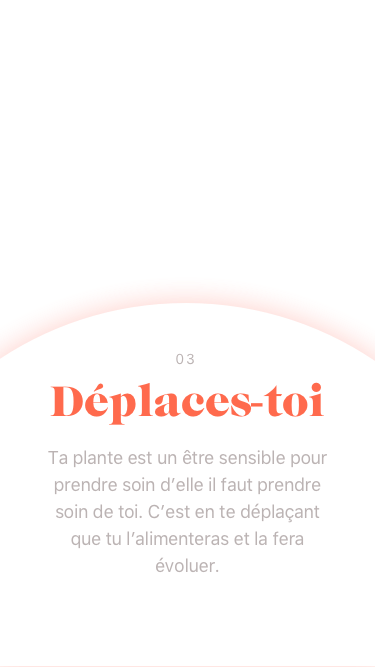 03
Déplaces-toi
Ta plante est un être sensible pour
prendre soin d’elle il faut prendre
soin de toi. C’est en te déplaçant
que tu l’alimenteras et la fera
évoluer.